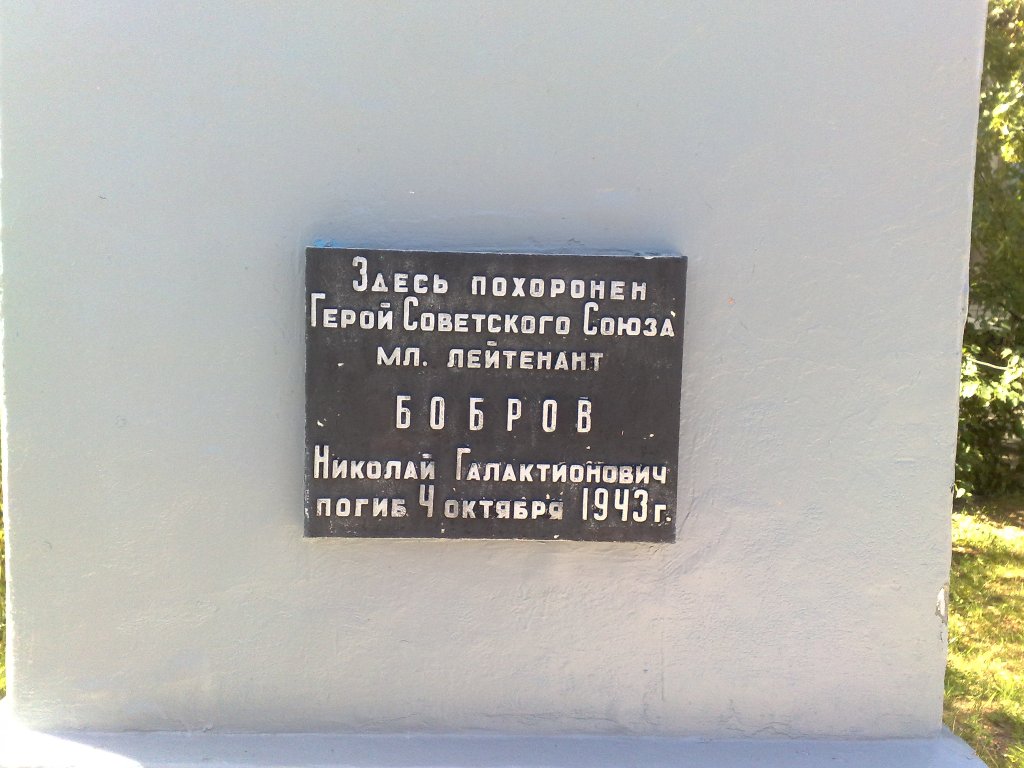 Здесь похоронен
Герой Советского Союза
мл. лейтенант
БОБРОВ
Николай Галактионович
погиб 4 октября 1943 г.